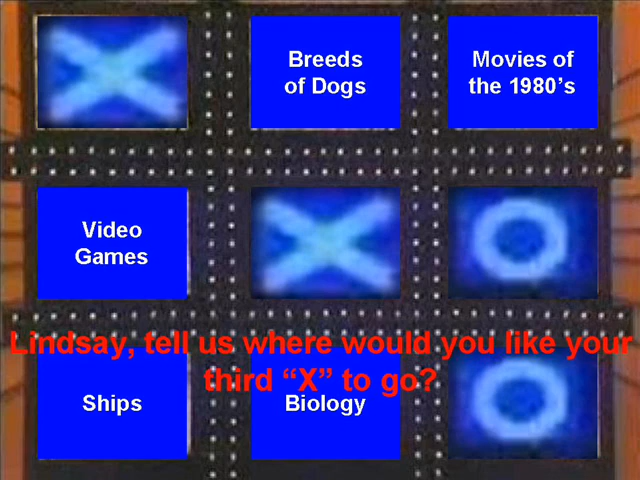 Breeds
of Dogs
Movies of
the 1980’s
Video
Games
Lindsay, tell us where would you like your
third “X” to go?
Ships
Biology